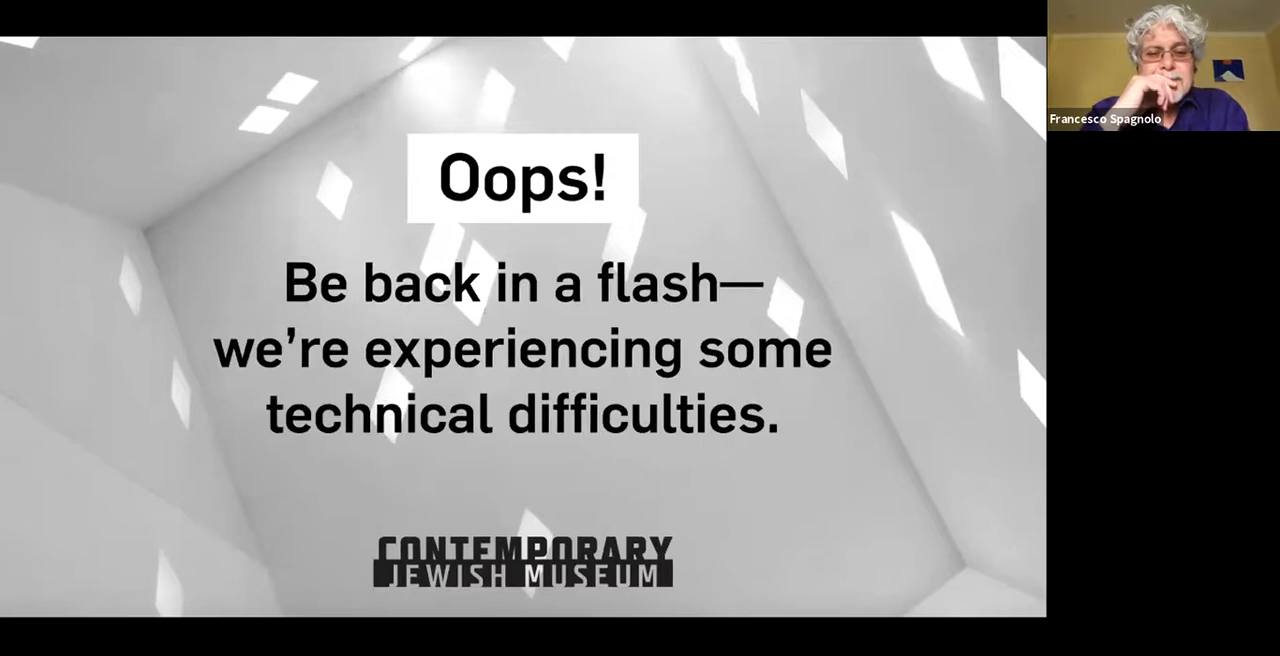 Oops!
Be back in a flash—
we’re experiencing some
technical difficulties.
CONTEMPORARY
JEWISH MUSEUM
Francesco Spagnolo